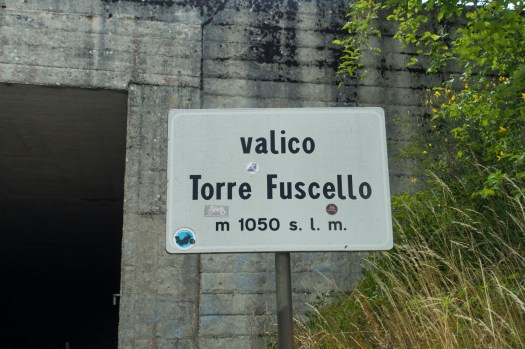 valico
Torre Fuscello
m 1050 s. l. m.